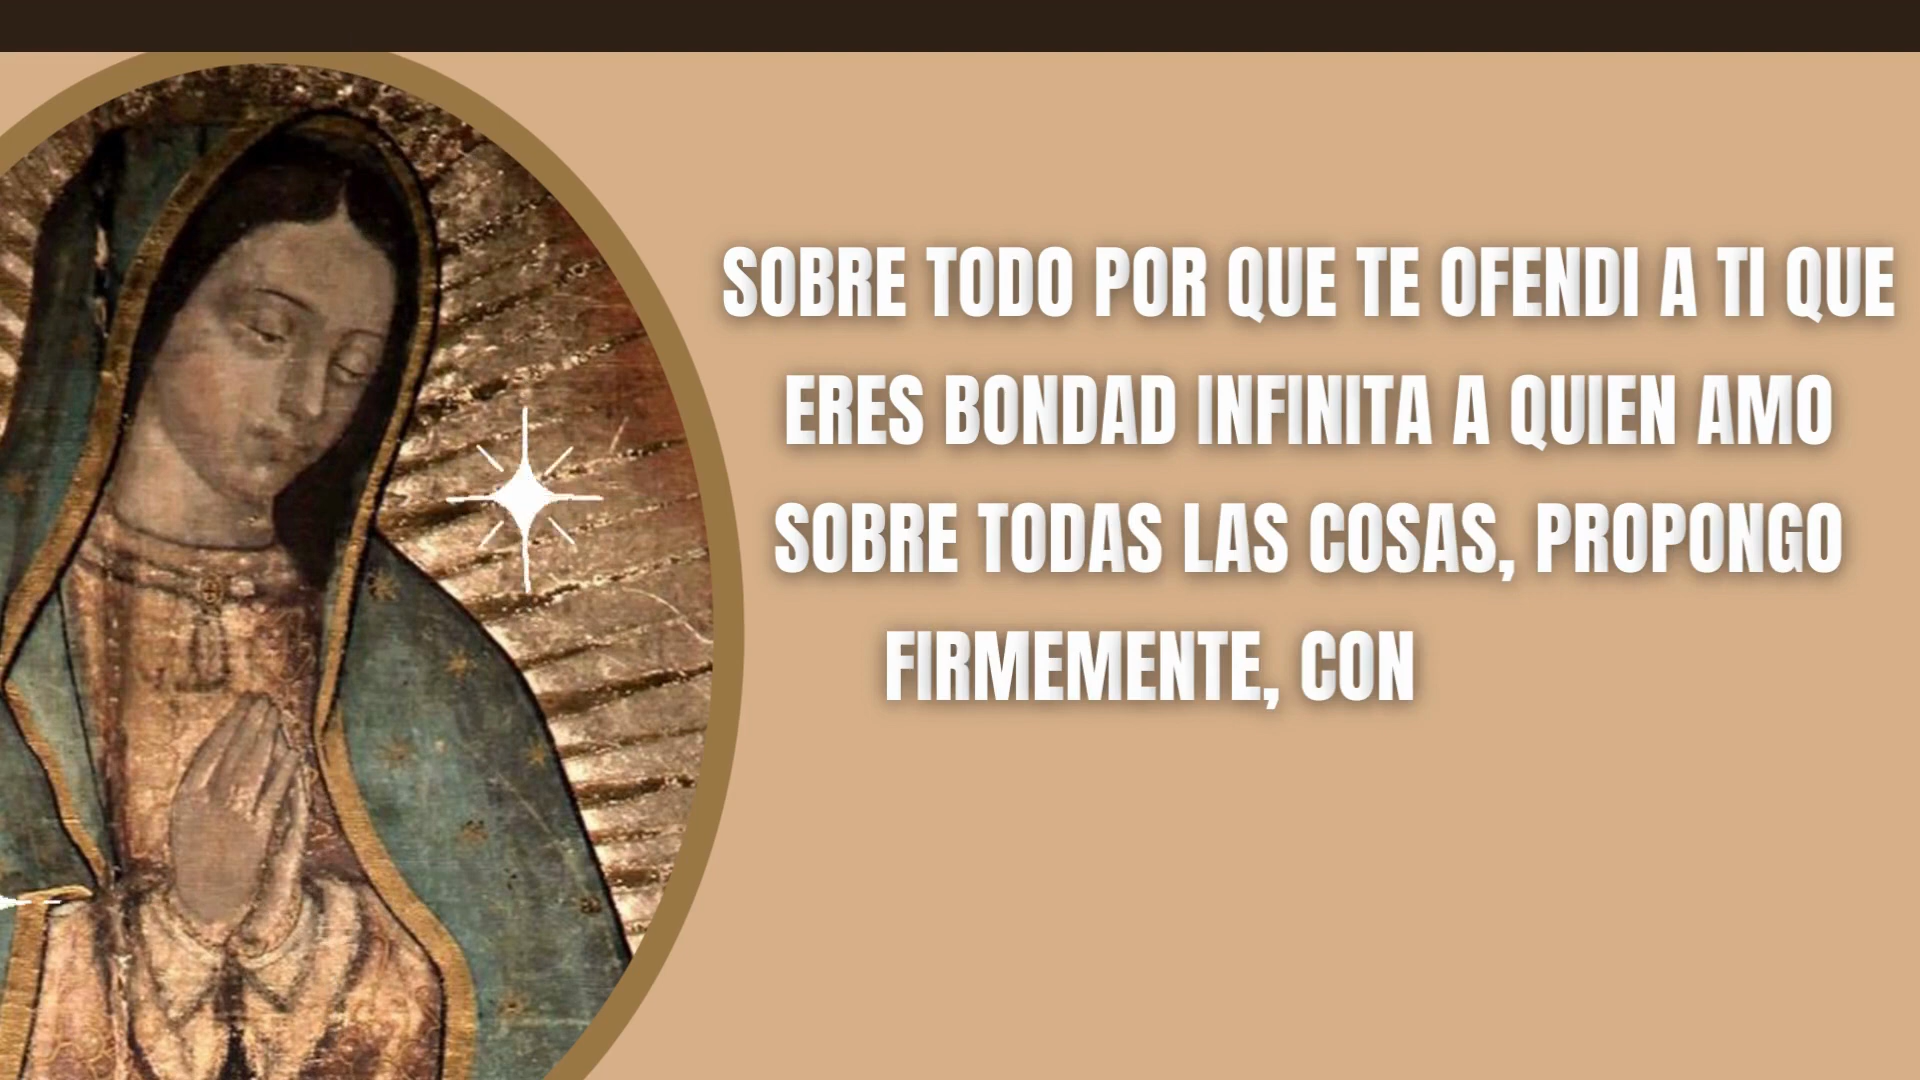 SOBRE TODO POR QUE TE OFENDI A TI QUE
ERES BONDAD INFINITA A QUIEN AMO
SOBRE TODAS LAS COSAS, PROPONGO
FIRMEMENTE, CON